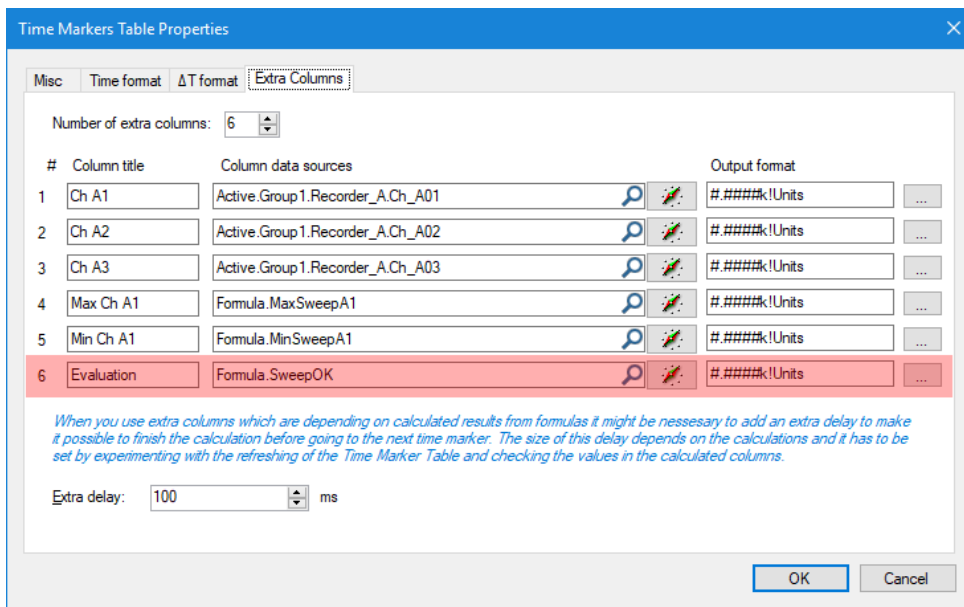 Time Markers Table Properties
Misc Time format ΔT format Extra Columns
Number of extra columns: 6
# Column title Column data sources Output format
1 Ch A1 Active.Group1.Recorder_A.Ch_A01 #.####k!Units ...
2 Ch A2 Active.Group1.Recorder_A.Ch_A02 #.####k!Units ...
3 Ch A3 Active.Group1.Recorder_A.Ch_A03 #.####k!Units ...
4 Max Ch A1 Formula.MaxSweepA1 #.####k!Units ...
5 Min Ch A1 Formula.MinSweepA1 #.####k!Units ...
6 Evaluation Formula.SweepOK #.####k!Units ...
When you use extra columns which are depending on calculated results from formulas it might be nessesary to add an extra delay to make
it possible to finish the calculation before going to the next time marker. The size of this delay depends on the calculations and it has to be
set by experimenting with the refreshing of the Time Marker Table and checking the values in the calculated columns.
Extra delay: 100 ms
OK Cancel